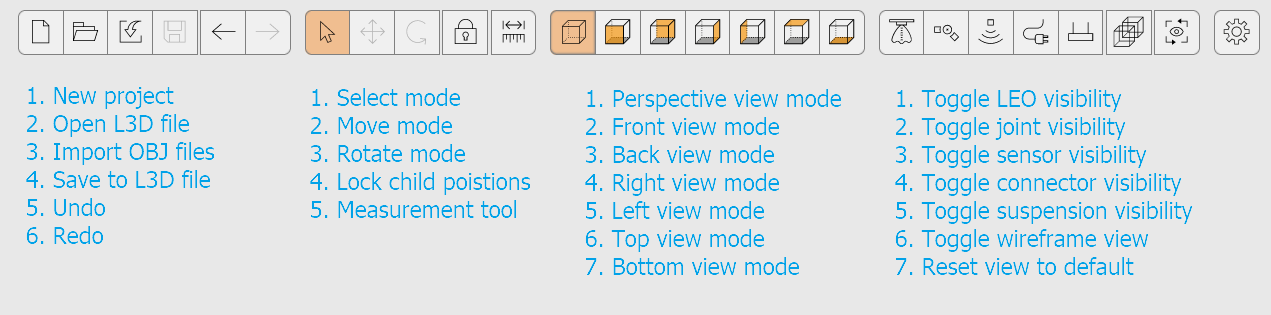 1. New project
2. Open L3D file
3. Import OBJ files
4. Save to L3D file
5. Undo
6. Redo
1. Select mode
2. Move mode
3. Rotate mode
4. Lock child poistions
5. Measurement tool
1. Perspective view mode
2. Front view mode
3. Back view mode
4. Right view mode
5. Left view mode
6. Top view mode
7. Bottom view mode
1. Toggle LEO visibility
2. Toggle joint visibility
3. Toggle sensor visibility
4. Toggle connector visibility
5. Toggle suspension visibility
6. Toggle wireframe view
7. Reset view to default